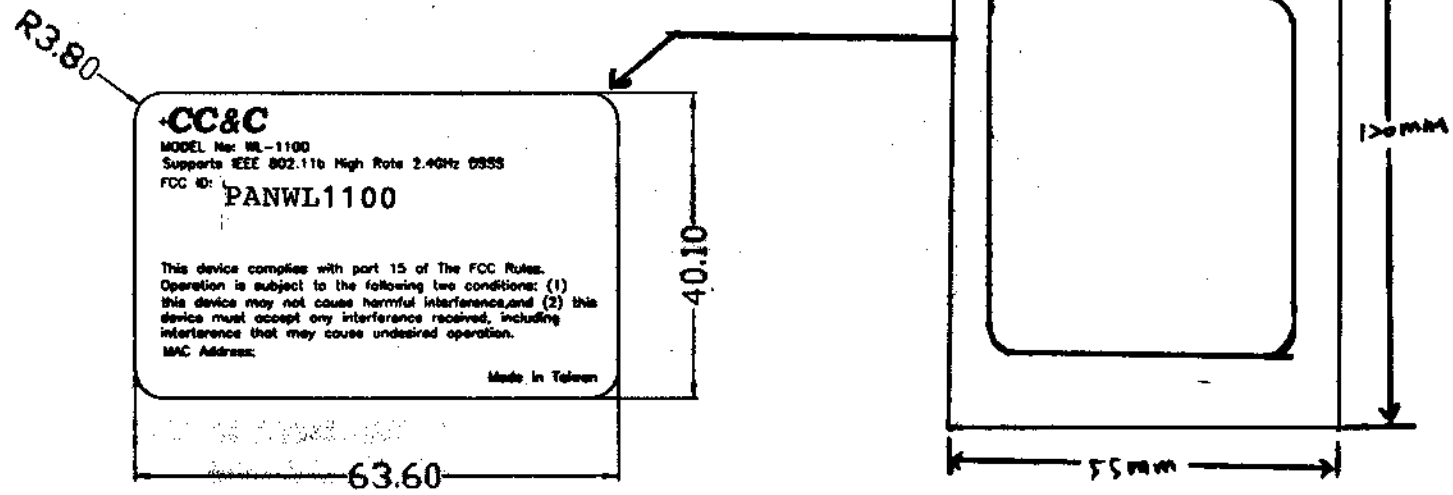 R3.80
CC&C
MODEL No: WL-1100
Supports IEEE 802.11b High Rate 2.4GHz DSSS
FCC ID: PANWL1100
This device complies with part 15 of The FCC Rules.
Operation is subject to the following two conditions: (1)
this device may not cause harmful interference,and (2) this
device must accept any interference received, including
interference that may cause undesired operation.
MAC Address:
Made in Taiwan
40.10
63.60
55mm